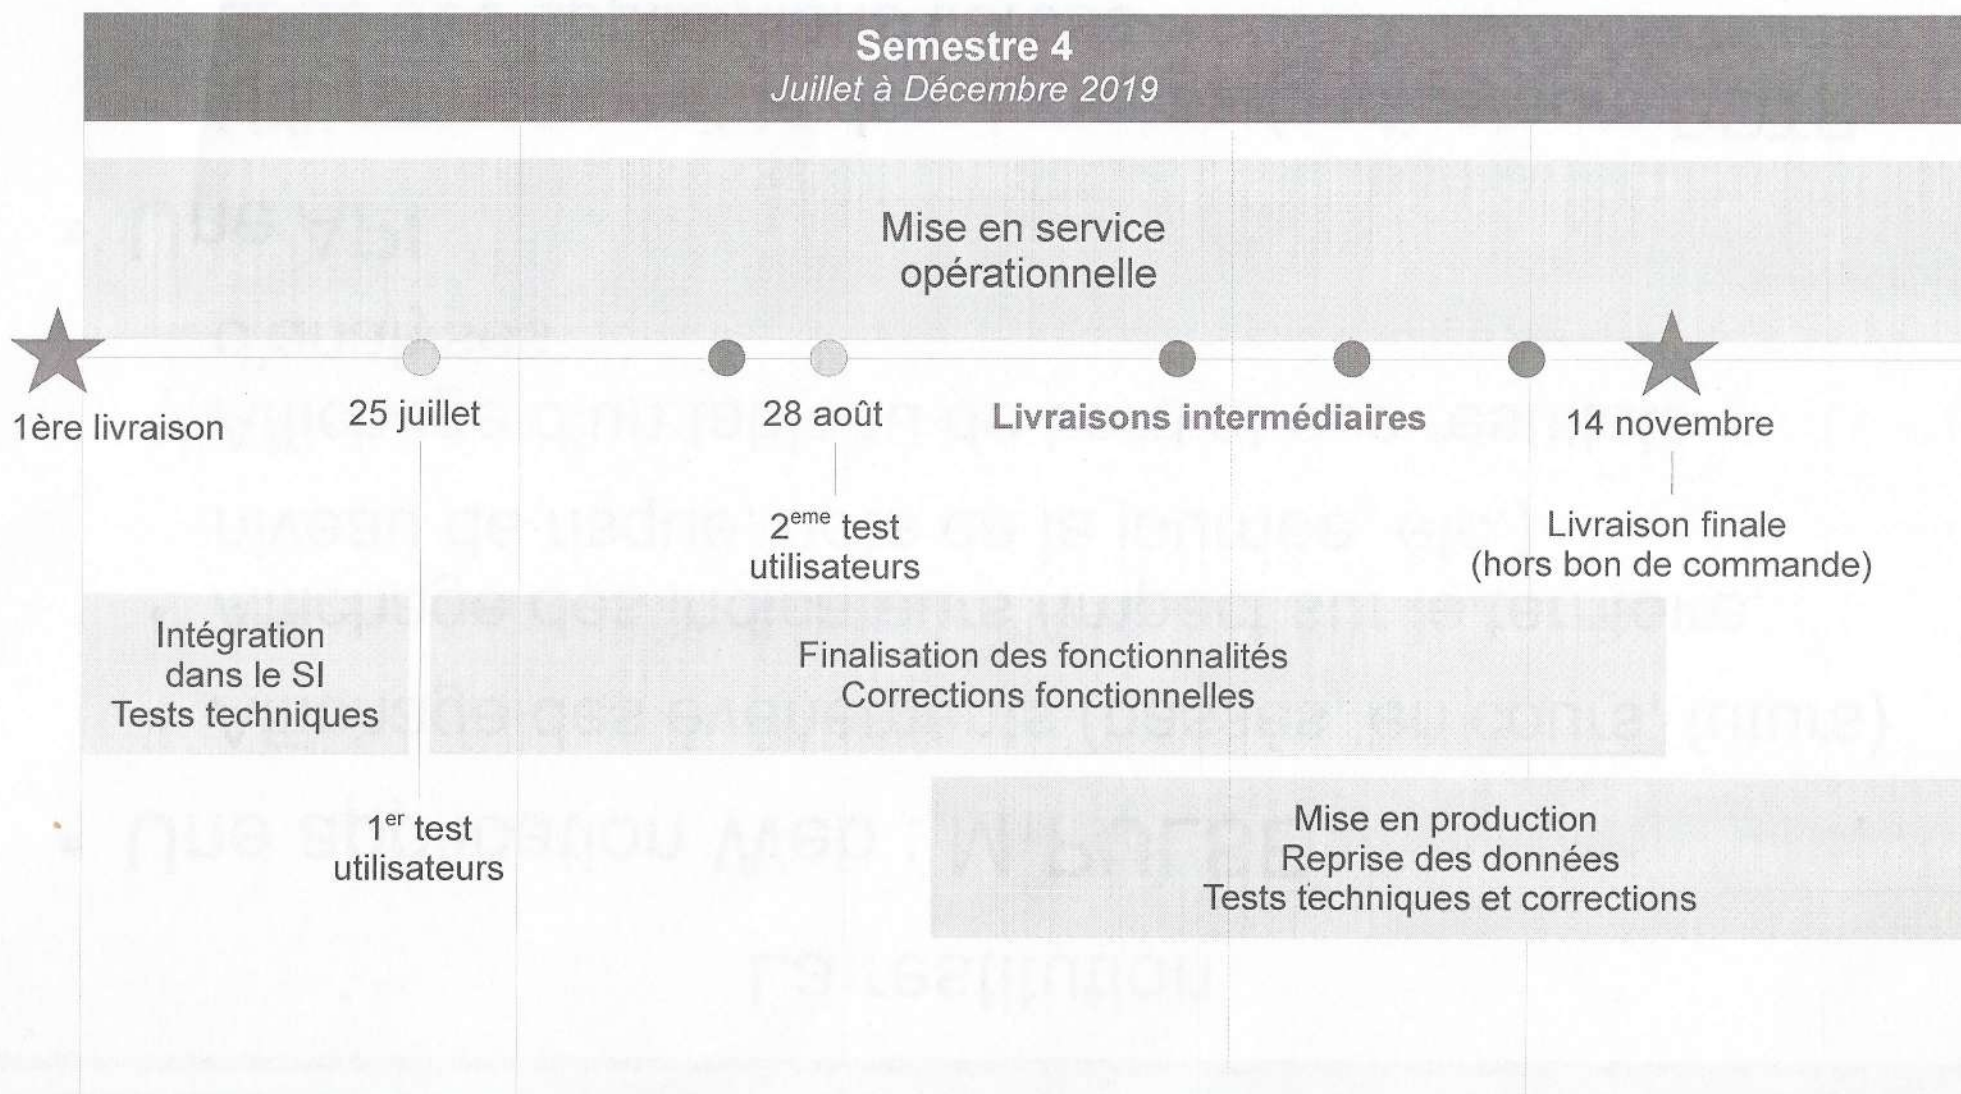 Semestre 4
Juillet à Décembre 2019
Mise en service
opérationnelle
1ère livraison
25 juillet
28 août
Livraisons intermédiaires
14 novembre
2eme test
utilisateurs
Livraison finale
(hors bon de commande)
Intégration
dans le SI
Tests techniques
Finalisation des fonctionnalités
Corrections fonctionnelles
1er test
utilisateurs
Mise en production
Reprise des données
Tests techniques et corrections